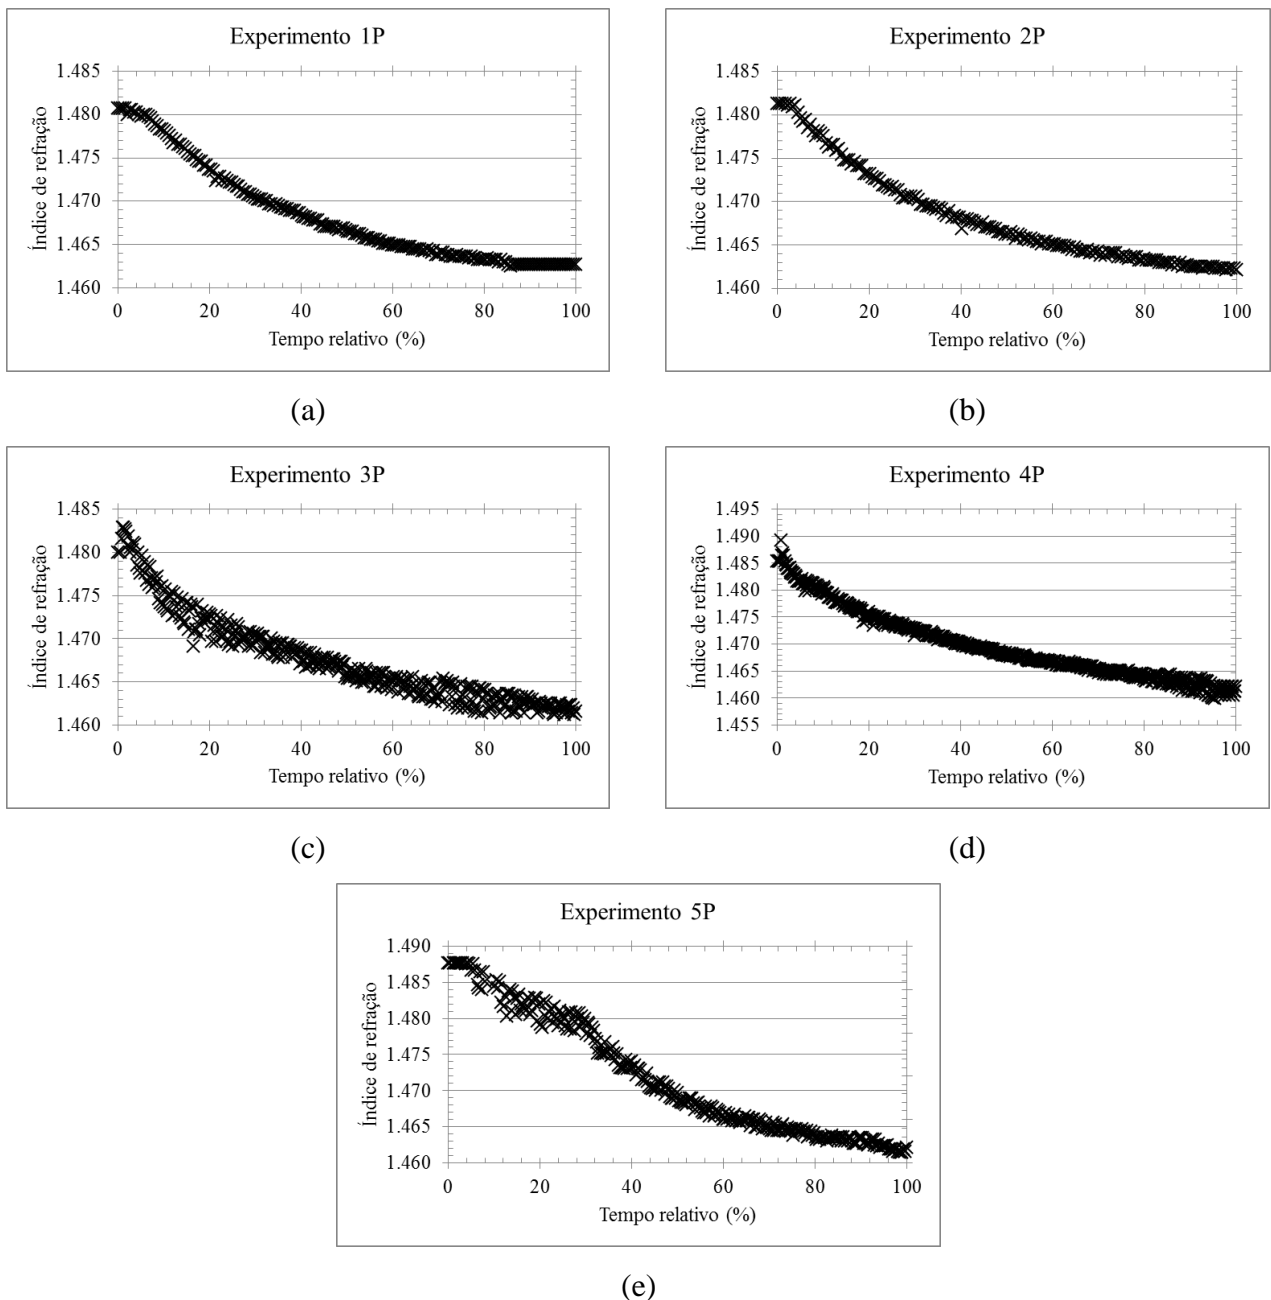 Experimento 1P
Índice de refração
1.485
1.480
1.475
1.470
1.465
1.460
0 20 40 60 80 100
Tempo relativo (%)
(a)
Experimento 2P
Índice de refração
1.485
1.480
1.475
1.470
1.465
1.460
0 20 40 60 80 100
Tempo relativo (%)
(b)
Experimento 3P
Índice de refração
1.485
1.480
1.475
1.470
1.465
1.460
0 20 40 60 80 100
Tempo relativo (%)
(c)
Experimento 4P
Índice de refração
1.495
1.490
1.485
1.480
1.475
1.470
1.465
1.460
1.455
0 20 40 60 80 100
Tempo relativo (%)
(d)
Experimento 5P
Índice de refração
1.490
1.485
1.480
1.475
1.470
1.465
1.460
0 20 40 60 80 100
Tempo relativo (%)
(e)